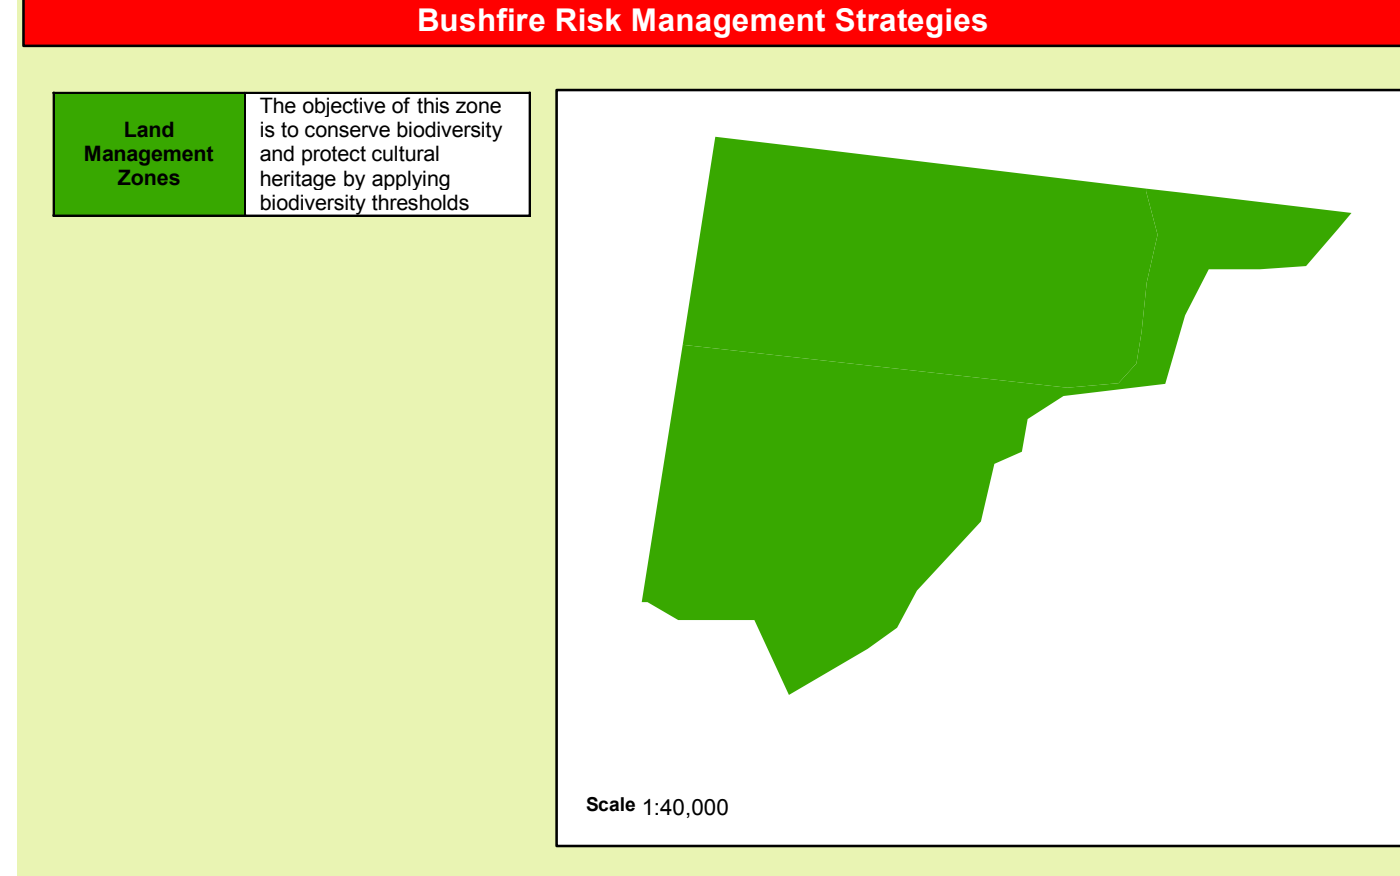 Bushfire Risk Management Strategies
Land
Management
Zones
The objective of this zone
is to conserve biodiversity
and protect cultural
heritage by applying
biodiversity thresholds
Scale 1:40,000